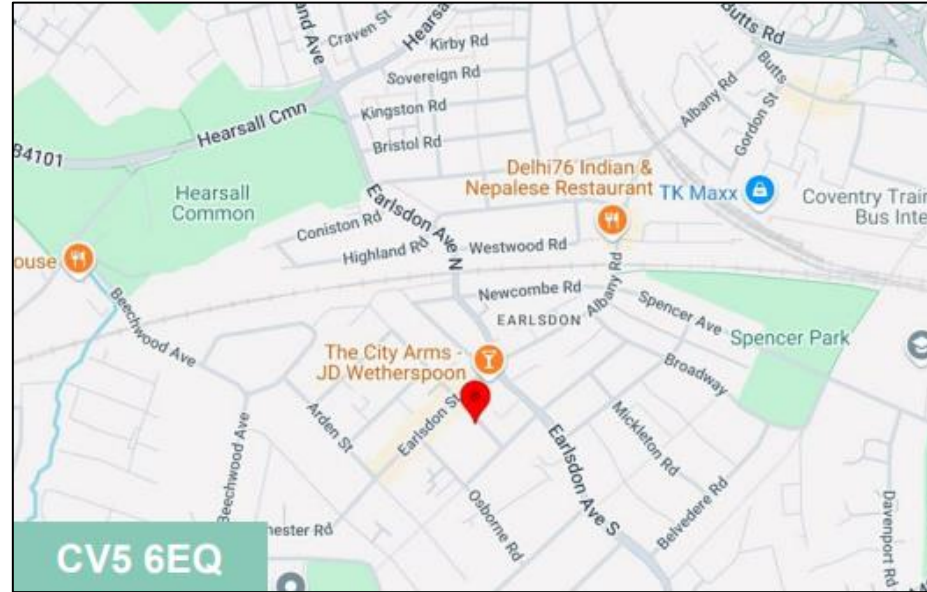 and Ave
Craven St
Hearsa
Kirby Rd
Butts Rd
Sovereign Rd
Butts
Albany Rd
Kingston Rd
Gordon St
Hearsall Cmn
Bristol Rd
B4101
Delhi76 Indian &
Nepalese Restaurant
TK Maxx
Hearsall
Common
Coventry Train
Bus Inte
Earlsdon Ave N
Coniston Rd
Highland Rd
Westwood Rd
ouse
Albany Rd
Newcombe Rd
Beechwood Ave
EARLSDON
Spencer Ave
Spencer Park
The City Arms -
JD Wetherspoon
Broadway
Arden St
Earlsdon St
Mickleton Rd
Earlsdon Ave S
Beechwood Ave
Osborne Rd
Belvedere Rd
Davenport Rd
hester Rd
CV5 6EQ